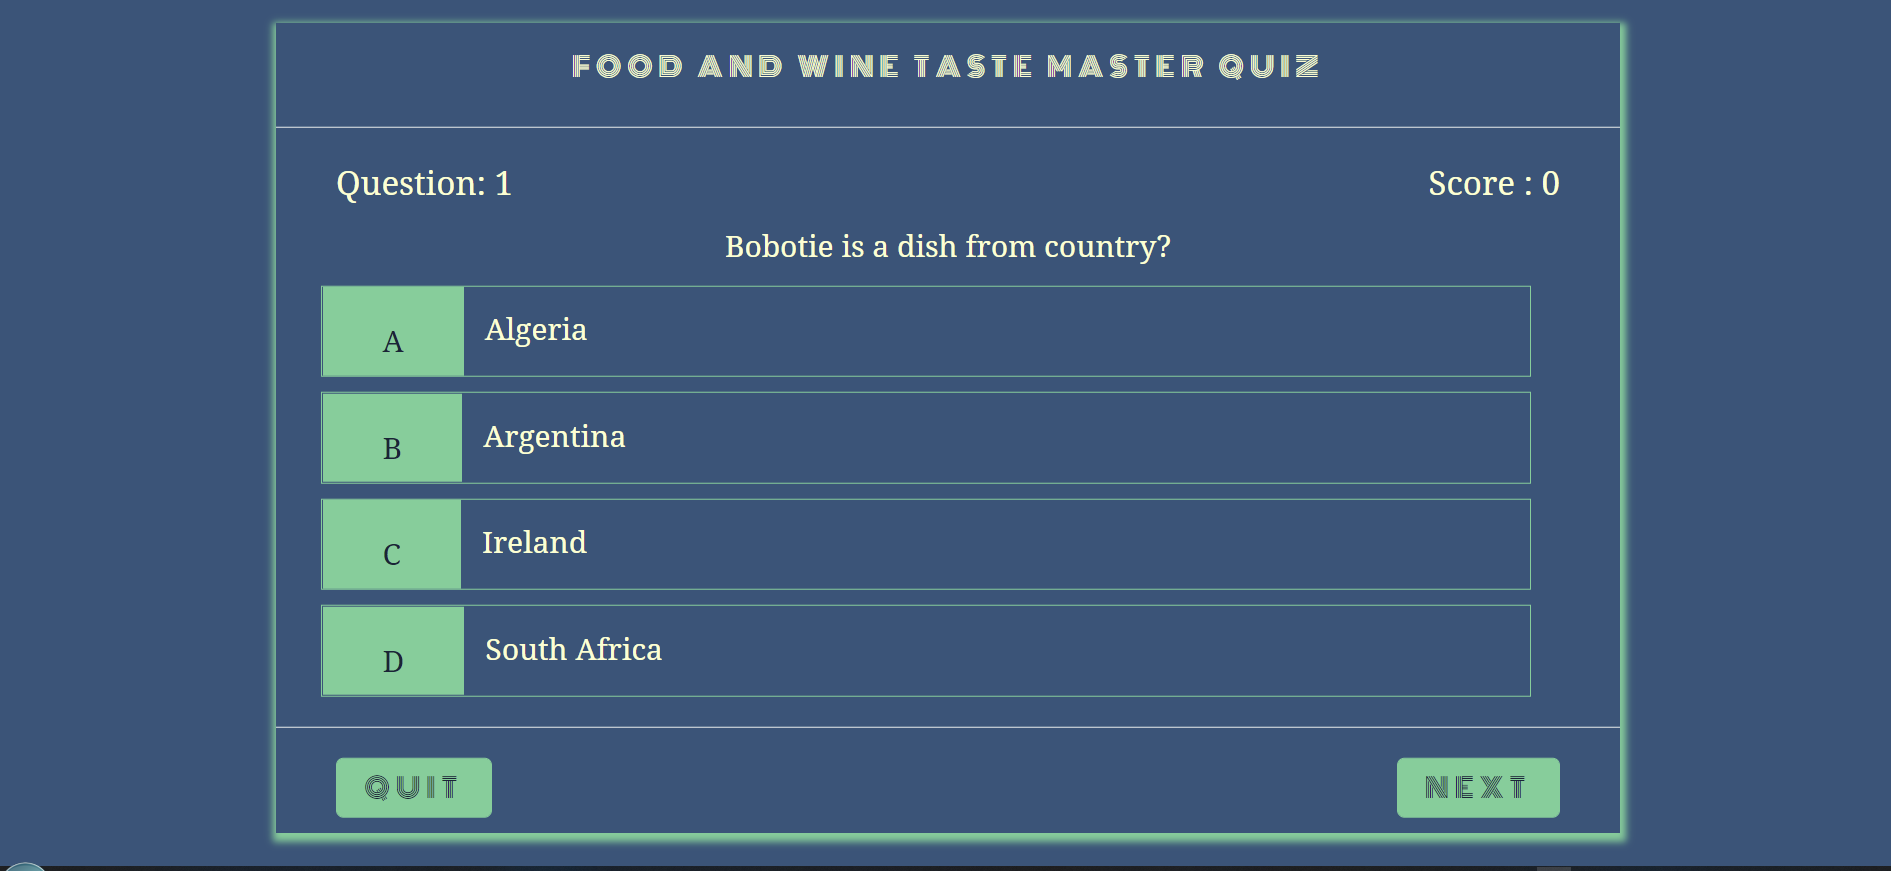 FOOD AND WINE TASTE MASTER QUIZ
Question: 1
Score : 0
Bobotie is a dish from country?
A
Algeria
B
Argentina
C
Ireland
D
South Africa
QUIT
NEXT